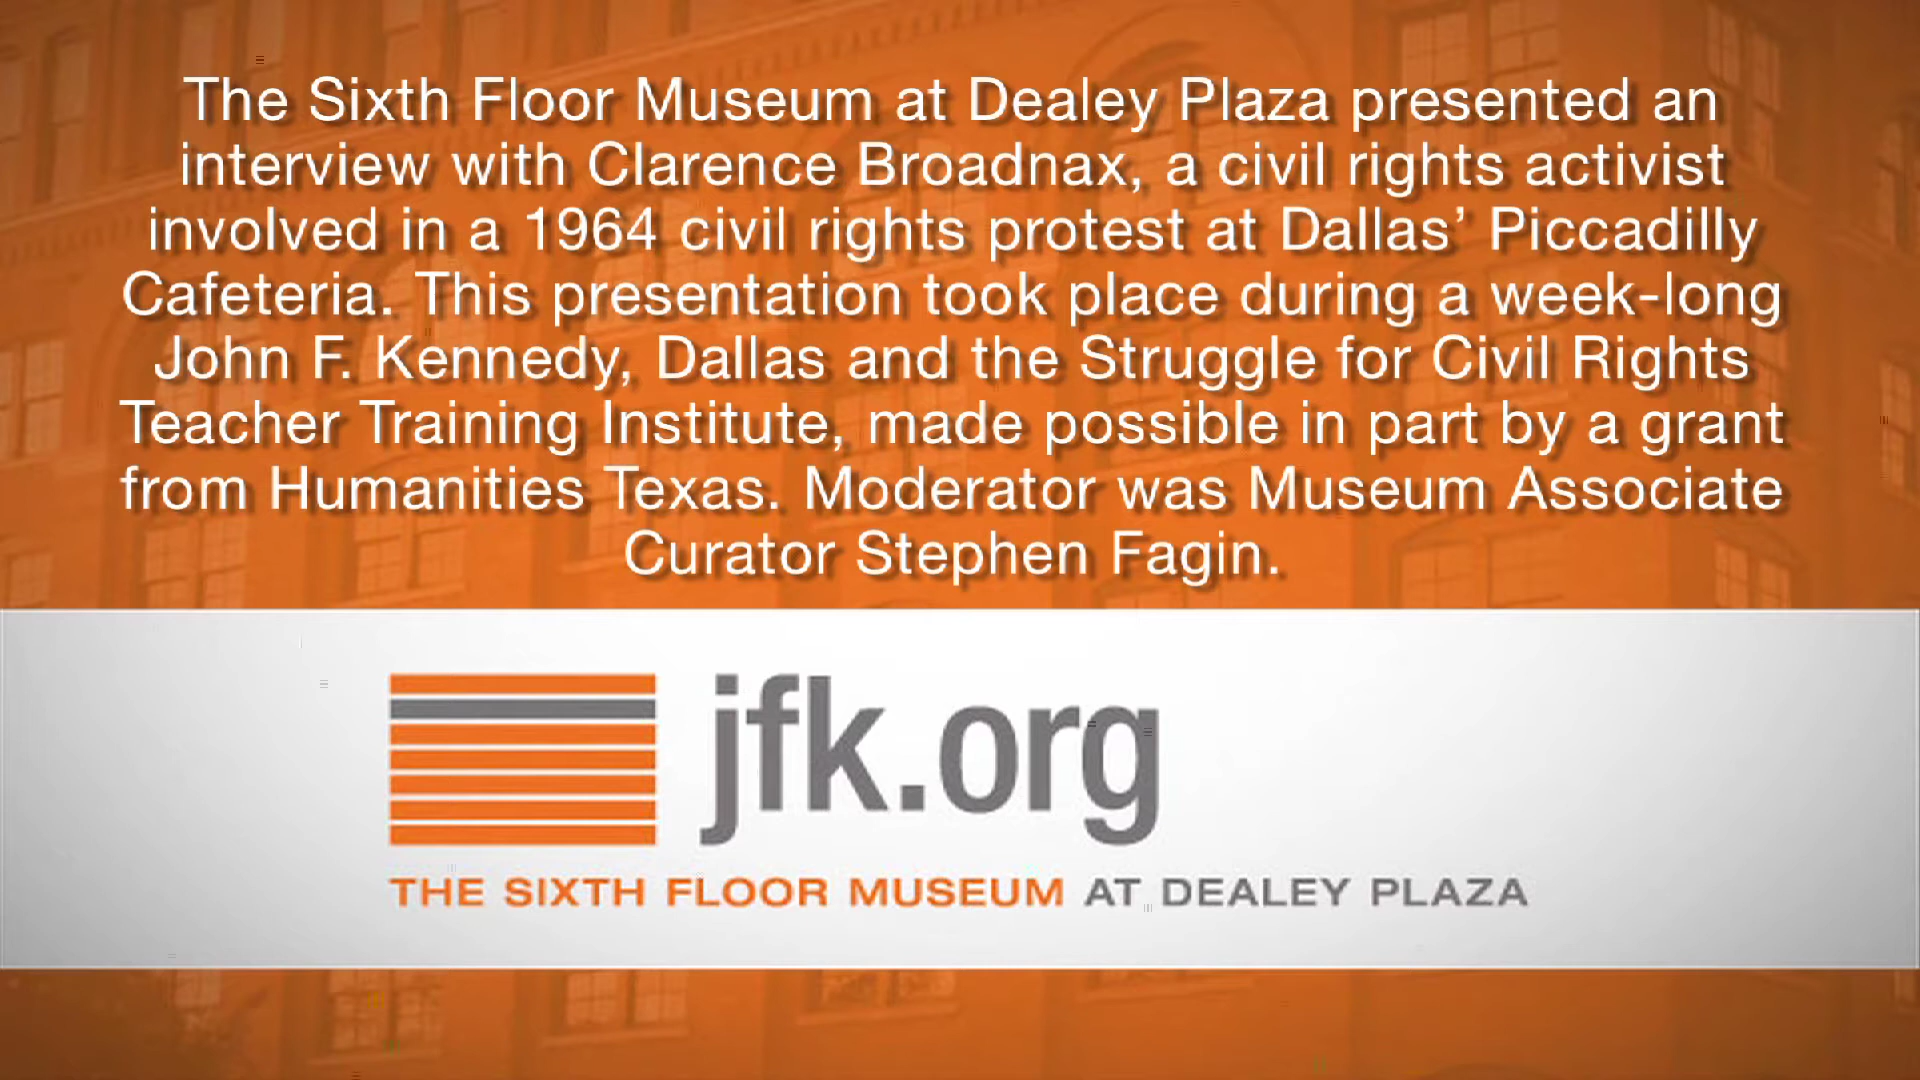 The Sixth Floor Museum at Dealey Plaza presented an
interview with Clarence Broadnax, a civil rights activist
involved in a 1964 civil rights protest at Dallas’ Piccadilly
Cafeteria. This presentation took place during a week-long
John F. Kennedy, Dallas and the Struggle for Civil Rights
Teacher Training Institute, made possible in part by a grant
from Humanities Texas. Moderator was Museum Associate
Curator Stephen Fagin.
jfk.org
THE SIXTH FLOOR MUSEUM AT DEALEY PLAZA